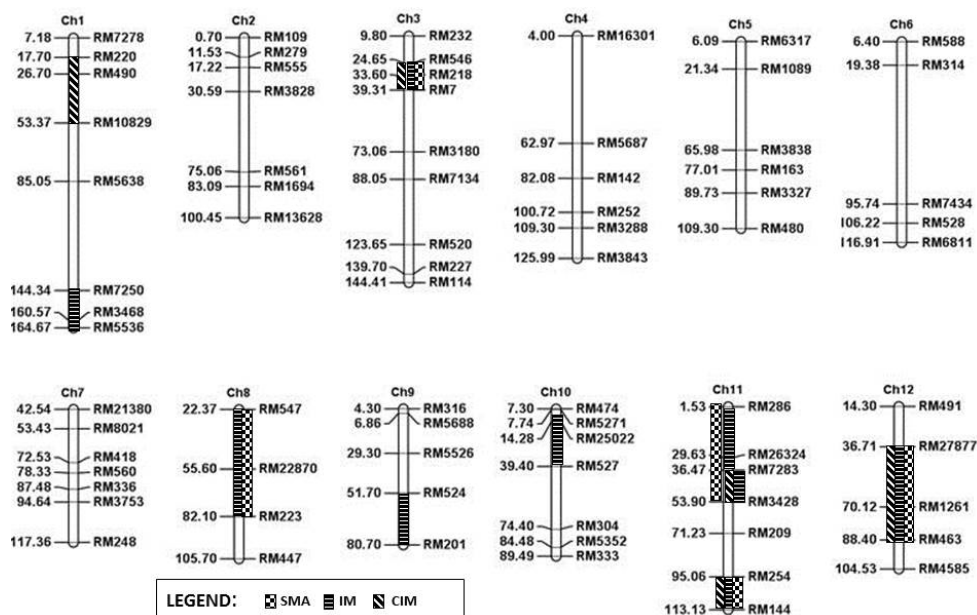 Ch1 Ch2 Ch3 Ch4 Ch5 Ch6
7.18 RM7278
17.70 RM220
26.70 RM490
53.37 RM10829
85.05 RM5638
144.34 RM7250
160.57 RM3468
164.67 RM5536
0.70 RM109
11.53 RM279
17.22 RM555
30.59 RM3828
75.06 RM561
83.09 RM1694
100.45 RM13628
9.80 RM232
24.65 RM546
33.60 RM218
39.31 RM7
73.06 RM3180
88.05 RM7134
123.65 RM520
139.70 RM227
144.41 RM114
4.00 RM16301
62.97 RM5687
82.08 RM142
100.72 RM252
109.30 RM3288
125.99 RM3843
6.09 RM6317
21.34 RM1089
65.98 RM3838
77.01 RM163
89.73 RM3327
109.30 RM480
6.40 RM588
19.38 RM314
95.74 RM7434
106.22 RM528
116.91 RM6811
Ch7 Ch8 Ch9 Ch10 Ch11 Ch12
42.54 RM21380
53.43 RM8021
72.53 RM418
78.33 RM560
87.48 RM336
94.64 RM3753
117.36 RM248
22.37 RM547
55.60 RM22870
82.10 RM223
105.70 RM447
4.30 RM316
6.86 RM5688
29.30 RM5526
51.70 RM524
80.70 RM201
7.30 RM474
7.74 RM5271
14.28 RM25022
39.40 RM527
74.40 RM304
84.48 RM5352
89.49 RM333
1.53 RM286
29.63 RM26324
36.47 RM7283
53.90 RM3428
71.23 RM209
95.06 RM254
113.13 RM144
14.30 RM491
36.71 RM27877
70.12 RM1261
88.40 RM463
104.53 RM4585
LEGEND: SMA IM CIM